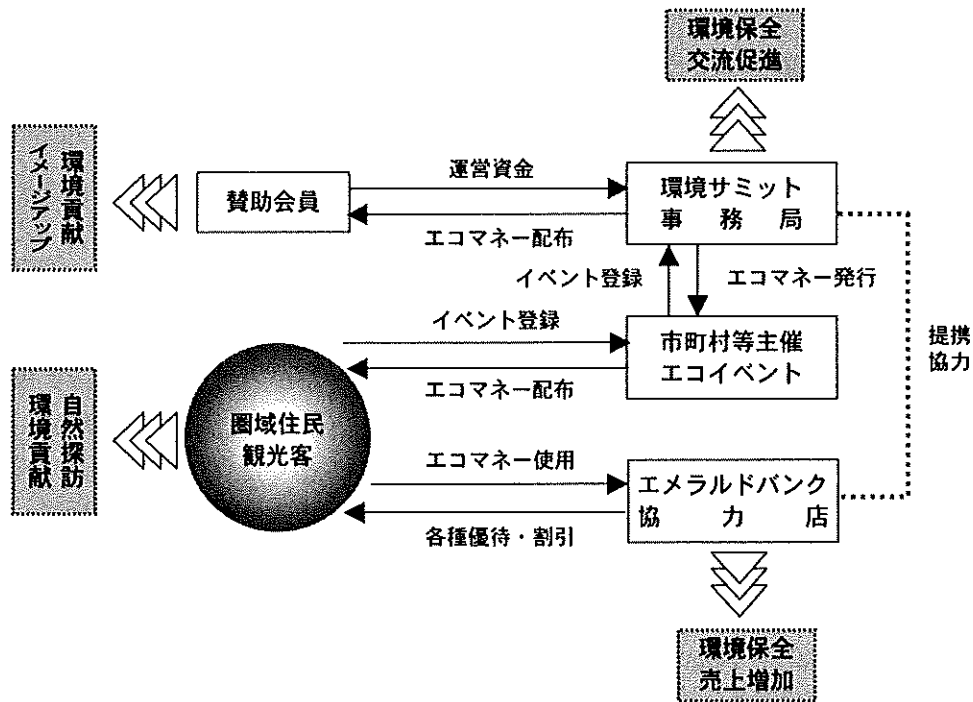 環境保全
交流促進
環境貢献
イメージアップ
賛助会員
運営資金
エコマネー配布
環境サミット
事務局
イベント登録
エコマネー発行
提携
協力
イベント登録
エコマネー配布
市町村等主催
エコイベント
自然探訪
環境貢献
圏域住民
観光客
エコマネー使用
各種優待・割引
エメラルドバンク
協力店
環境保全
売上増加